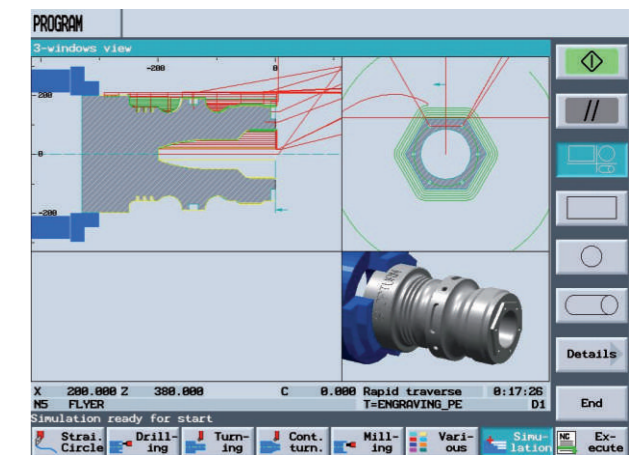 PROGRAM
3-windows view
-200
0
-200
0
-200
//
Details
X 200.000 Z 380.000 C 0.000 Rapid traverse 0:17:26
N5 FLYER T=ENGRAVING_PE D1
End
Simulation ready for start
Strai. Circle
Drill- ing
Turn- ing
Cont. turn.
Mill- ing
Vari- ous
Simu- lation
NC Ex- ecute